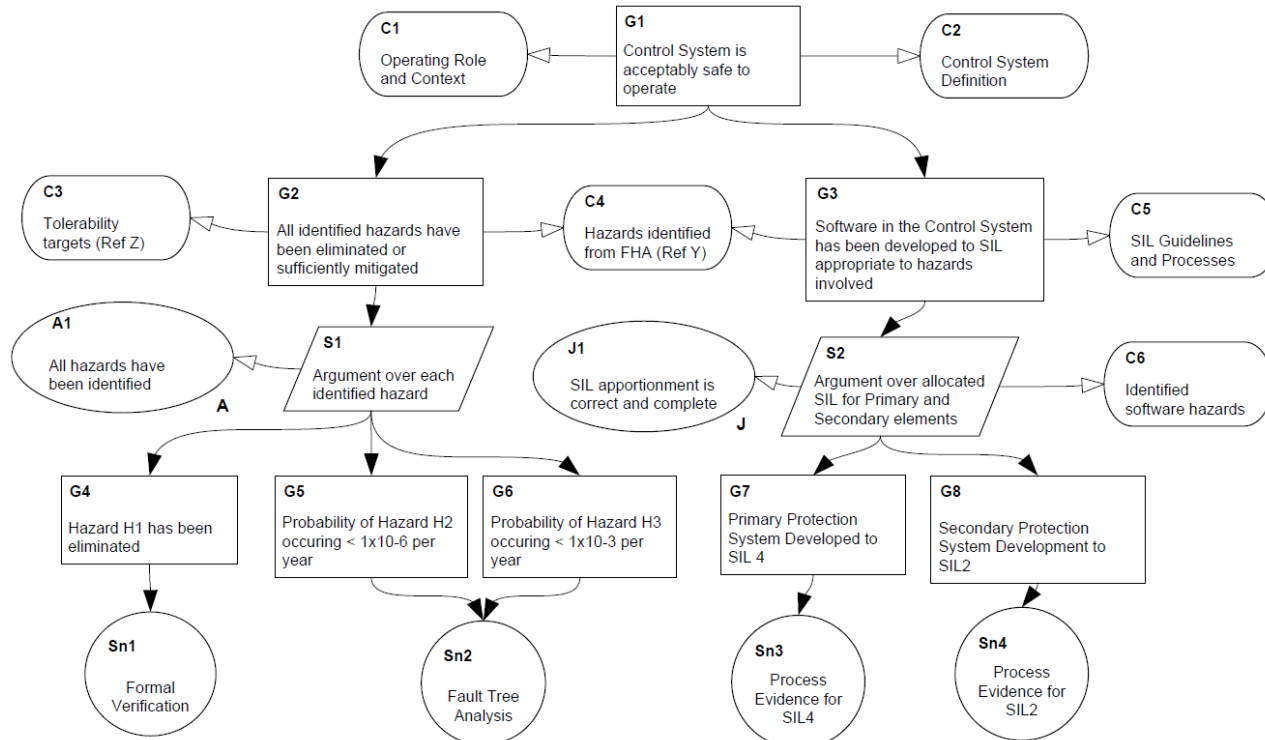 C1
Operating Role
and Context
G1
Control System is
acceptably safe to
operate
C2
Control System
Definition
C3
Tolerability
targets (Ref Z)
G2
All identified hazards have
been eliminated or
sufficiently mitigated
C4
Hazards identified
from FHA (Ref Y)
G3
Software in the Control System
has been developed to SIL
appropriate to hazards
involved
C5
SIL Guidelines
and Processes
A1
All hazards have
been identified
A
S1
Argument over each
identified hazard
J1
SIL apportionment is
correct and complete
J
S2
Argument over allocated
SIL for Primary and
Secondary elements
C6
Identified
software hazards
G4
Hazard H1 has been
eliminated
G5
Probability of Hazard H2
occuring < 1x10-6 per
year
G6
Probability of Hazard H3
occuring < 1x10-3 per
year
G7
Primary Protection
System Developed to
SIL 4
G8
Secondary Protection
System Development to
SIL2
Sn1
Formal
Verification
Sn2
Fault Tree
Analysis
Sn3
Process
Evidence for
SIL4
Sn4
Process
Evidence for
SIL2